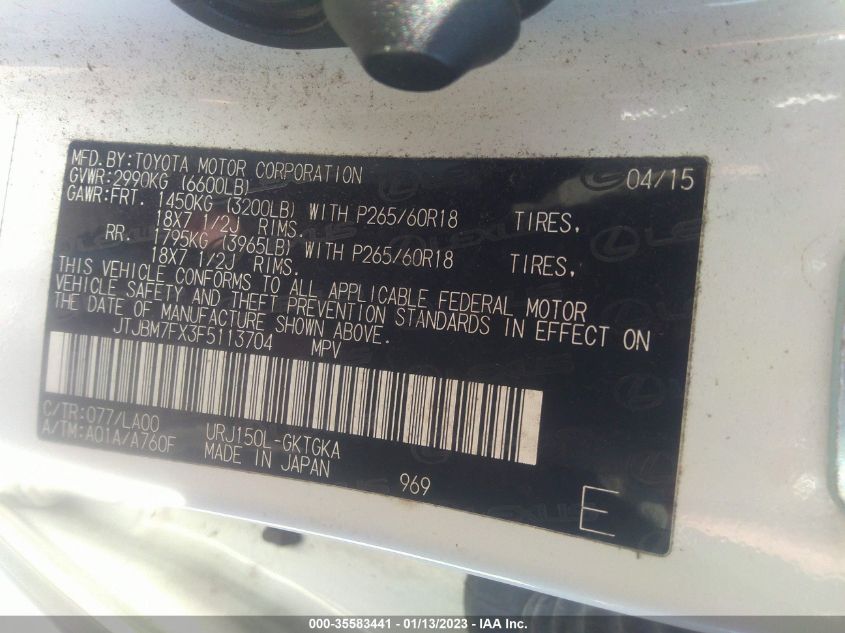 MFD.BY:TOYOTA MOTOR CORPORATION 04/15
GVWR:2990KG (6600LB)
GAWR:FRT. 1450KG (3200LB) WITH P265/60R18 TIRES,
18X7 1/2J RIMS.
RR. 1795KG (3965LB) WITH P265/60R18 TIRES,
18X7 1/2J RIMS.
THIS VEHICLE CONFORMS TO ALL APPLICABLE FEDERAL MOTOR
VEHICLE SAFETY AND THEFT PREVENTION STANDARDS IN EFFECT ON
THE DATE OF MANUFACTURE SHOWN ABOVE.
JTJBM7FX3F5113704 MPV
C/TR:077/LA00 URJ150L-GKTGKA
A/TM:A01A/A760F MADE IN JAPAN
969
E
LEXUS
000-35583441 - 01/13/2023 - IAAI.com